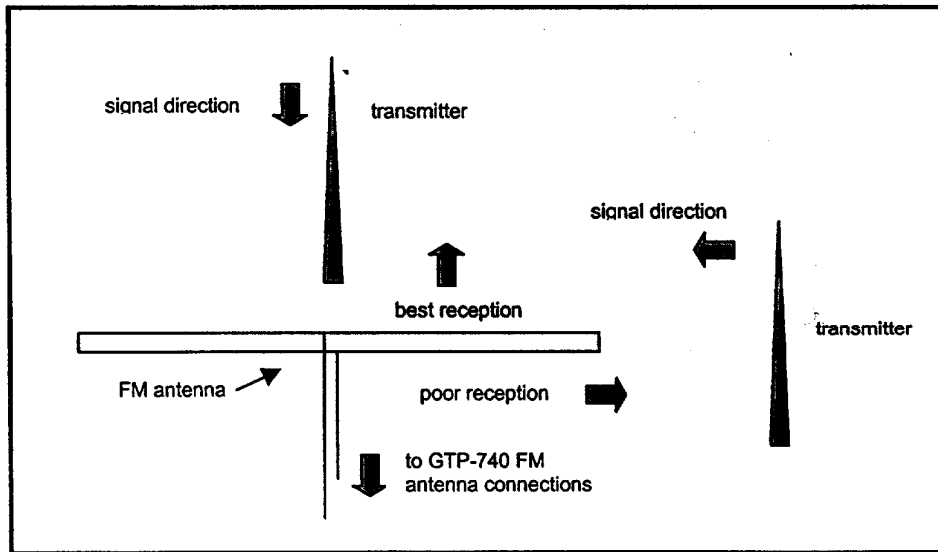 signal direction
transmitter
signal direction
best reception
transmitter
FM antenna
poor reception
to GTP-740 FM
antenna connections